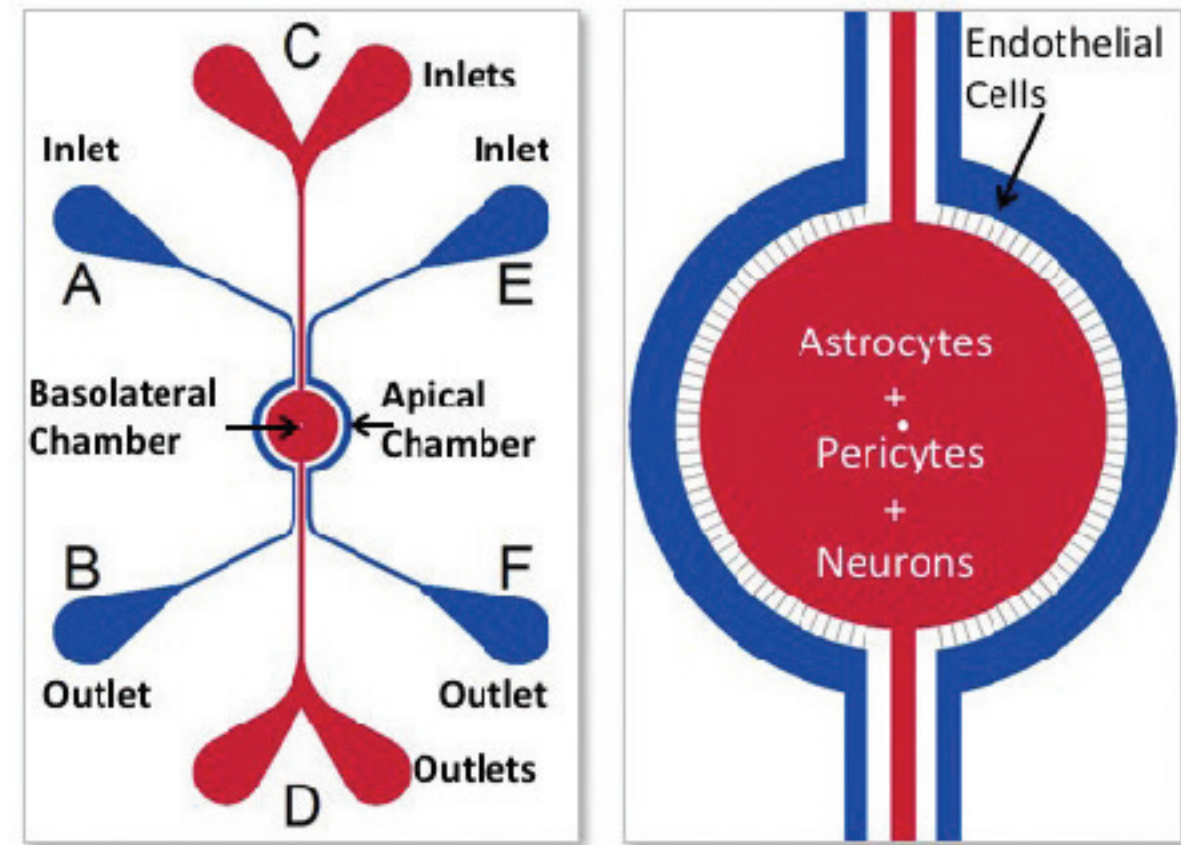 C
Inlets
Inlet
Inlet
A
E
Basolateral
Chamber
Apical
Chamber
B
F
Outlet
Outlet
Outlets
D
Endothelial
Cells
Astrocytes
+
Pericytes
+
Neurons